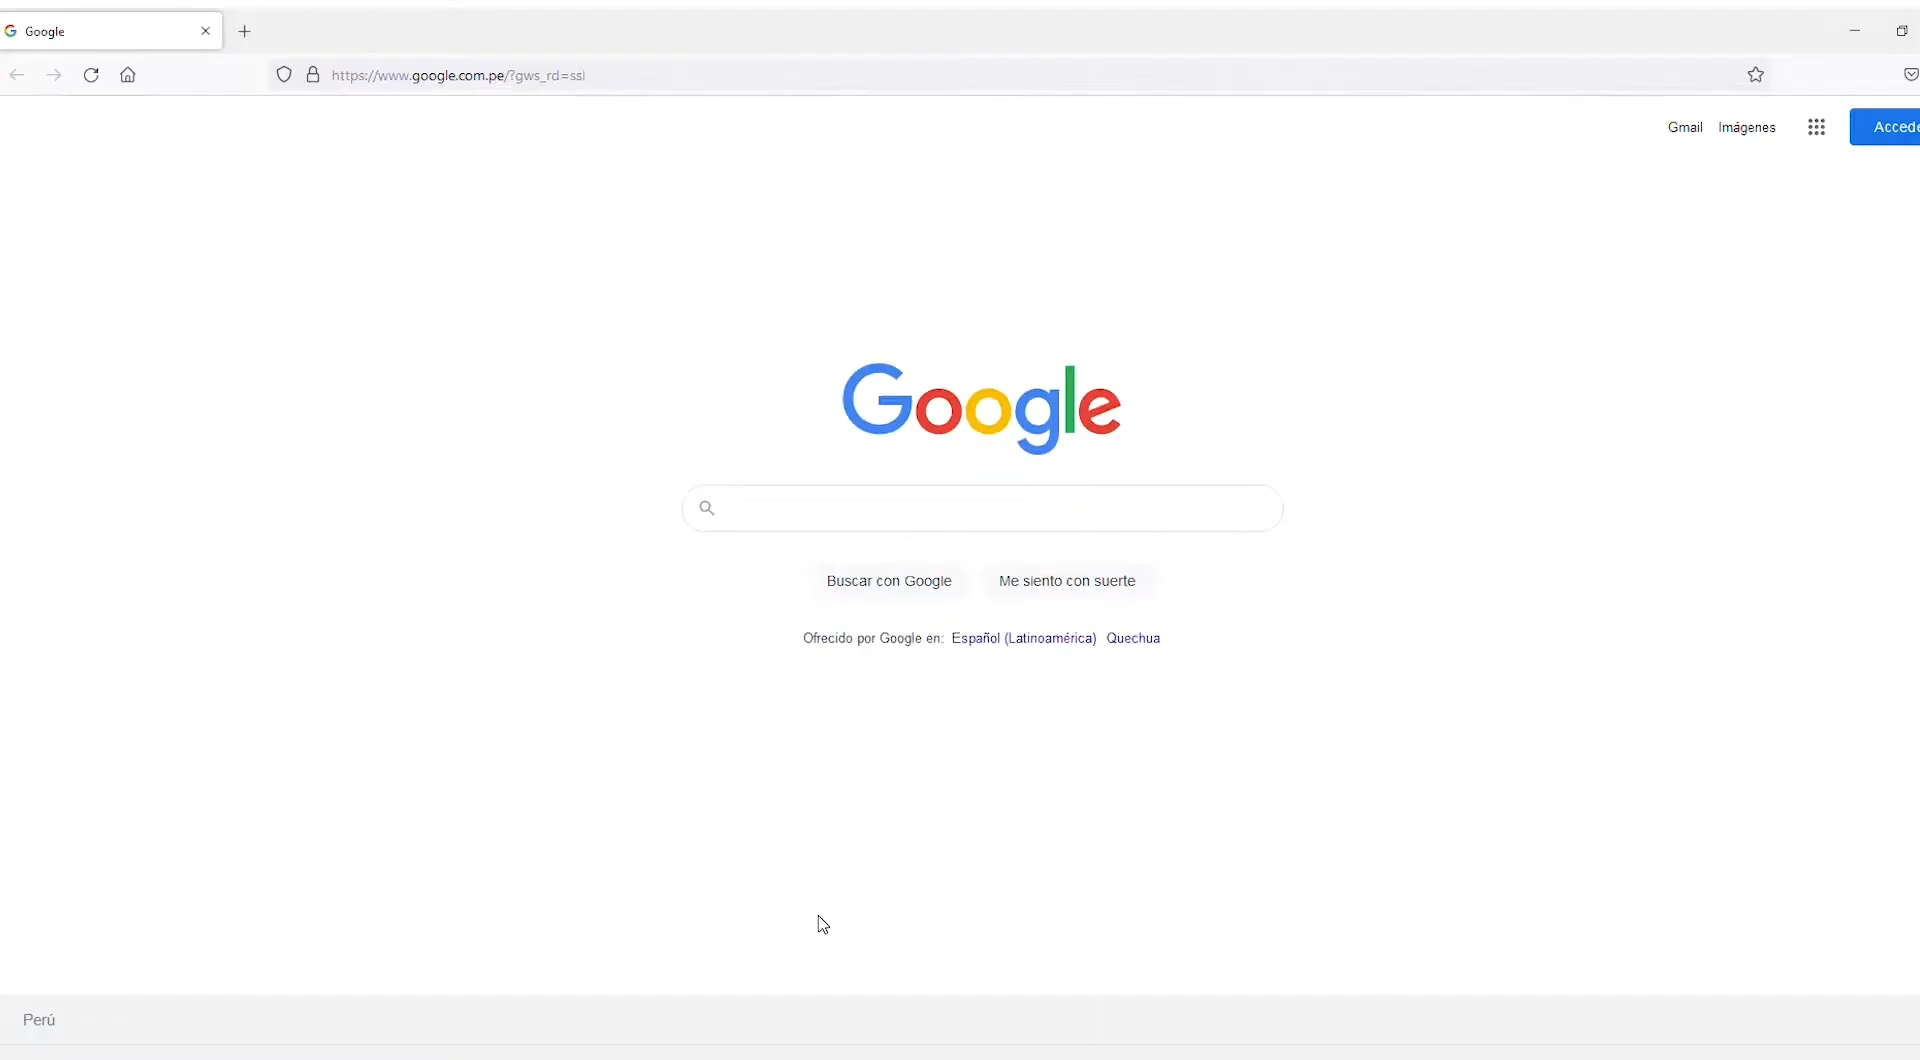 Google
https://www.google.com.pe/?gws_rd=ssl
Gmail Imágenes
Accede
Google
Buscar con Google Me siento con suerte
Ofrecido por Google en: Español (Latinoamérica) Quechua
Perú